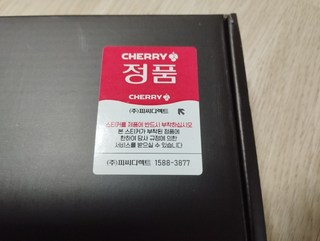 CHERRY
정품
CHERRY
(주)피씨디렉트
스티커를 제품에 반드시 부착하십시오
본 스티커가 부착된 정품에
한하여 당사 규정에 의한
서비스를 받으실 수 있습니다
(주)피씨디렉트 1588-3877